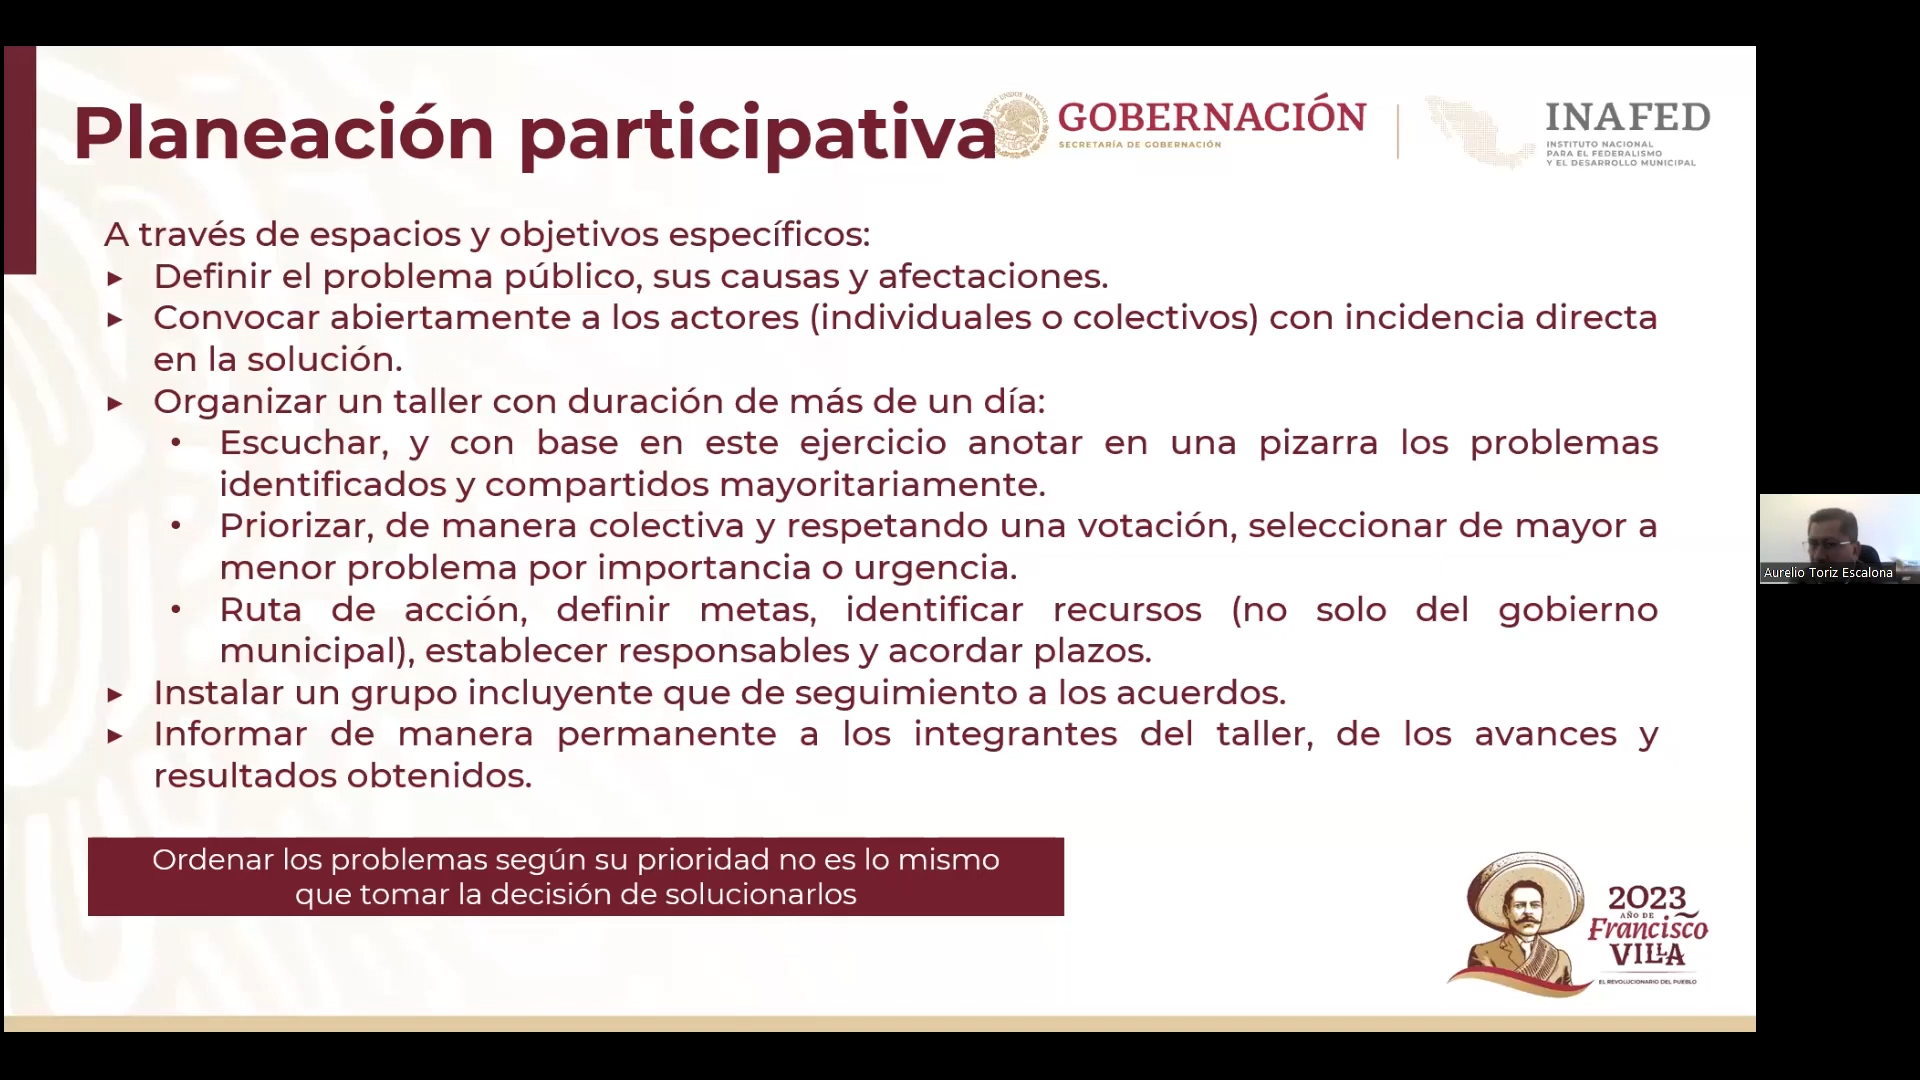 Planeación participativa
GOBERNACIÓN
SECRETARÍA DE GOBERNACIÓN
INAFED
INSTITUTO NACIONAL
PARA EL FEDERALISMO
Y EL DESARROLLO MUNICIPAL
A través de espacios y objetivos específicos:
► Definir el problema público, sus causas y afectaciones.
► Convocar abiertamente a los actores (individuales o colectivos) con incidencia directa
en la solución.
► Organizar un taller con duración de más de un día:
• Escuchar, y con base en este ejercicio anotar en una pizarra los problemas
identificados y compartidos mayoritariamente.
• Priorizar, de manera colectiva y respetando una votación, seleccionar de mayor a
menor problema por importancia o urgencia.
• Ruta de acción, definir metas, identificar recursos (no solo del gobierno
municipal), establecer responsables y acordar plazos.
► Instalar un grupo incluyente que de seguimiento a los acuerdos.
► Informar de manera permanente a los integrantes del taller, de los avances y
resultados obtenidos.
Ordenar los problemas según su prioridad no es lo mismo
que tomar la decisión de solucionarlos
2023
AÑO DE
Francisco
VILLA
EL REVOLUCIONARIO DEL PUEBLO
Aurelio Toriz Escalona